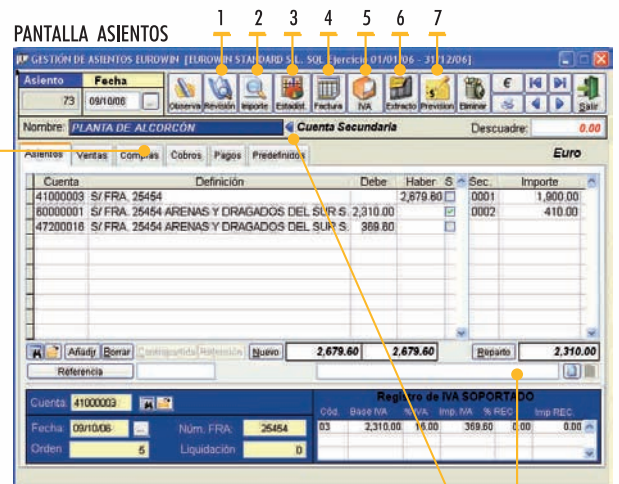 PANTALLA ASIENTOS
1 2 3 4 5 6 7
GESTIÓN DE ASIENTOS EUROWIN [EUROWIN STANDARD S.L. SQL Ejercicio 01/01/06 - 31/12/06]
Asiento Fecha
73 09/10/06 ...
Observa Revisión Importe Estadist. Factura IVA Extracto Prevision Eliminar € Salir
Nombre: PLANTA DE ALCORCÓN Cuenta Secundaria Descuadre: 0.00
Asientos Ventas Compras Cobros Pagos Predefinidos Euro
Cuenta Definición Debe Haber S Sec. Importe
41000003 S/ FRA. 25454 2,679.60 0001 1,900.00
60000001 S/ FRA. 25454 ARENAS Y DRAGADOS DEL SUR S. 2,310.00 0002 410.00
47200016 S/ FRA. 25454 ARENAS Y DRAGADOS DEL SUR S. 369.60
Añadir Borrar Contrapartida Referencia Nuevo 2,679.60 2,679.60 Reparto 2,310.00
Referencia
Cuenta: 41000003 Registro de IVA SOPORTADO
Cód. Base IVA % IVA Imp. IVA % REC Imp REC.
Fecha: 09/10/06 ... Núm. FRA: 25454 03 2,310.00 16.00 369.60 0.00 0.00
Orden 5 Liquidación 0